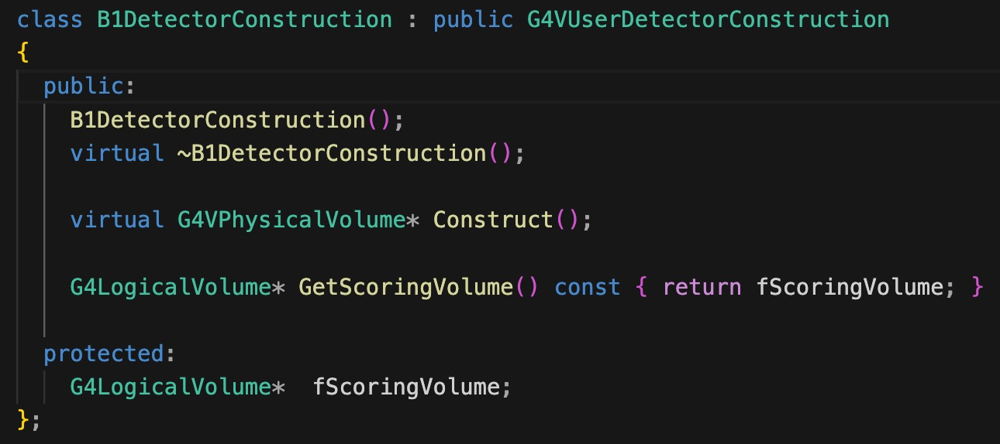 class B1DetectorConstruction : public G4VUserDetectorConstruction
{
  public:
    B1DetectorConstruction();
    virtual ~B1DetectorConstruction();

    virtual G4VPhysicalVolume* Construct();

    G4LogicalVolume* GetScoringVolume() const { return fScoringVolume; }

  protected:
    G4LogicalVolume*  fScoringVolume;
};